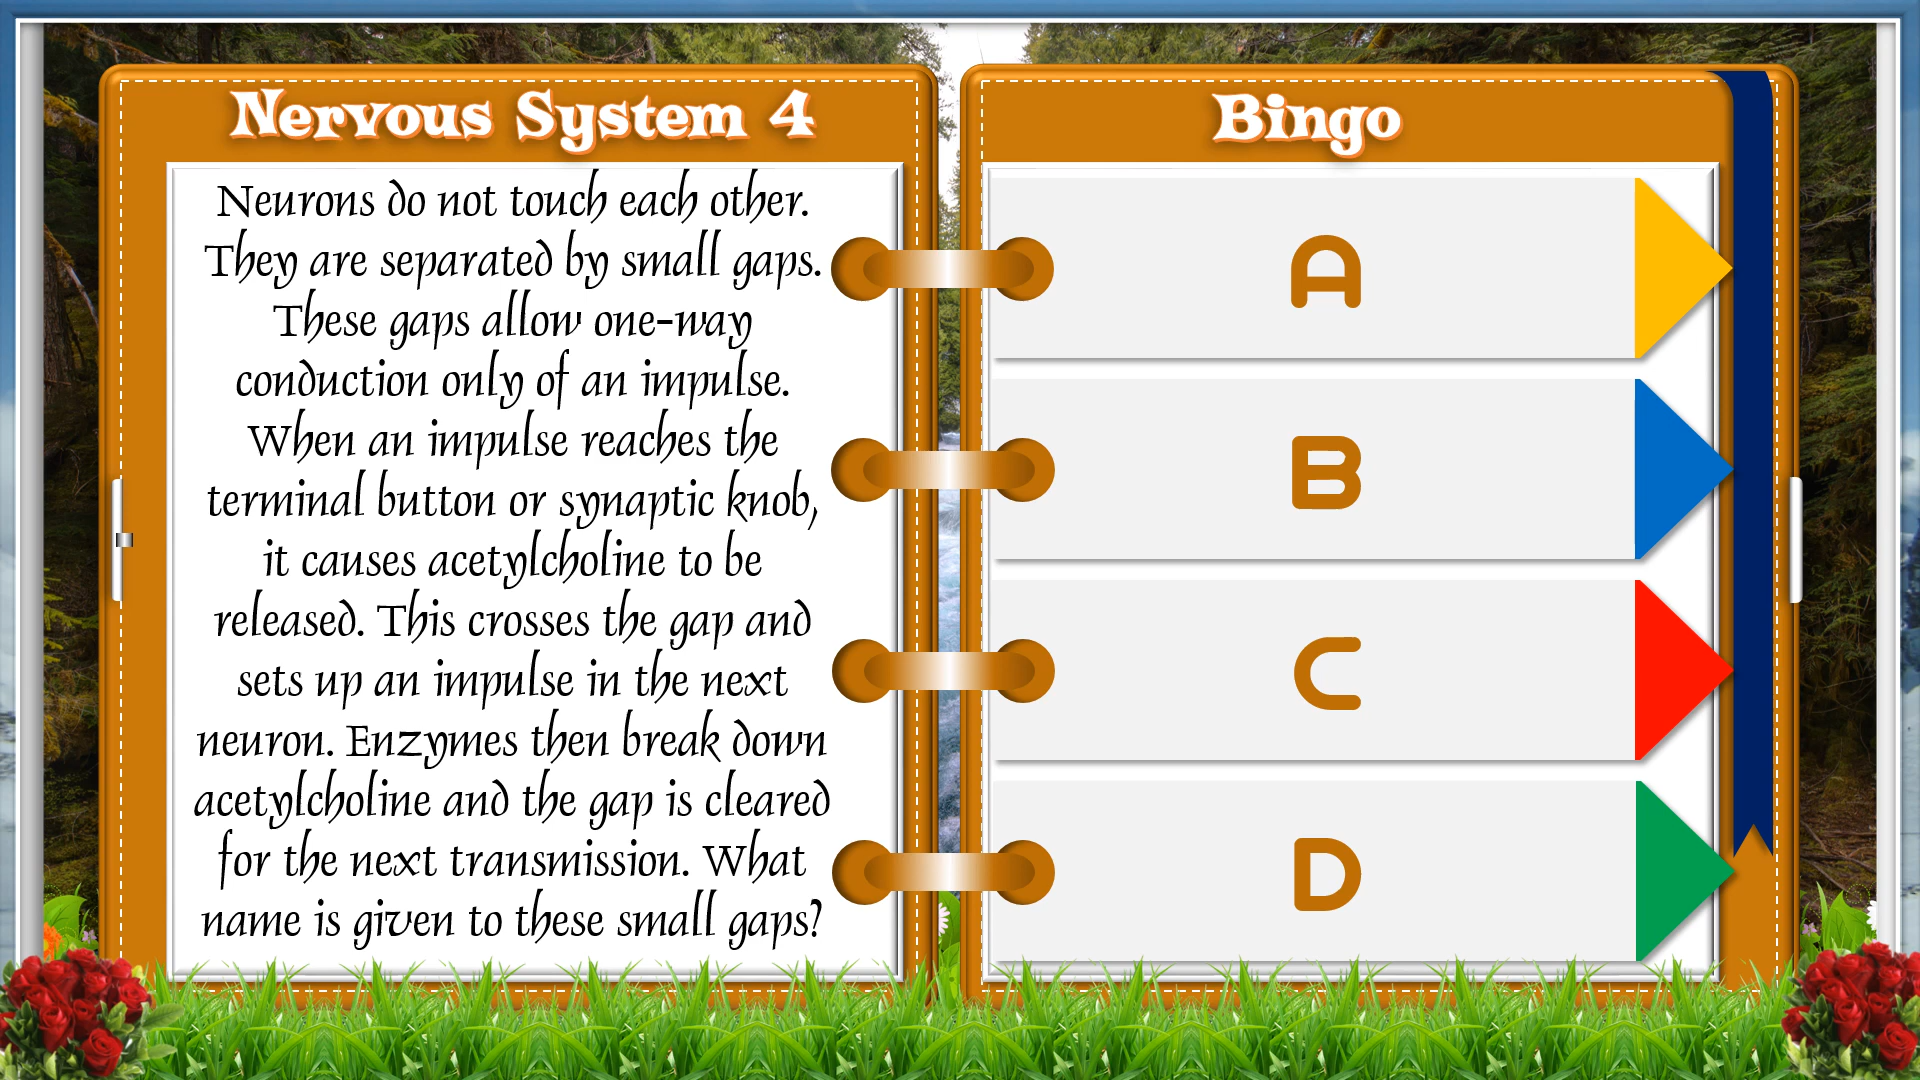 Nervous System 4
Neurons do not touch each other.
They are separated by small gaps.
These gaps allow one-way
conduction only of an impulse.
When an impulse reaches the
terminal button or synaptic knob,
it causes acetylcholine to be
released. This crosses the gap and
sets up an impulse in the next
neuron. Enzymes then break down
acetylcholine and the gap is cleared
for the next transmission. What
name is given to these small gaps?
Bingo
A
B
C
D